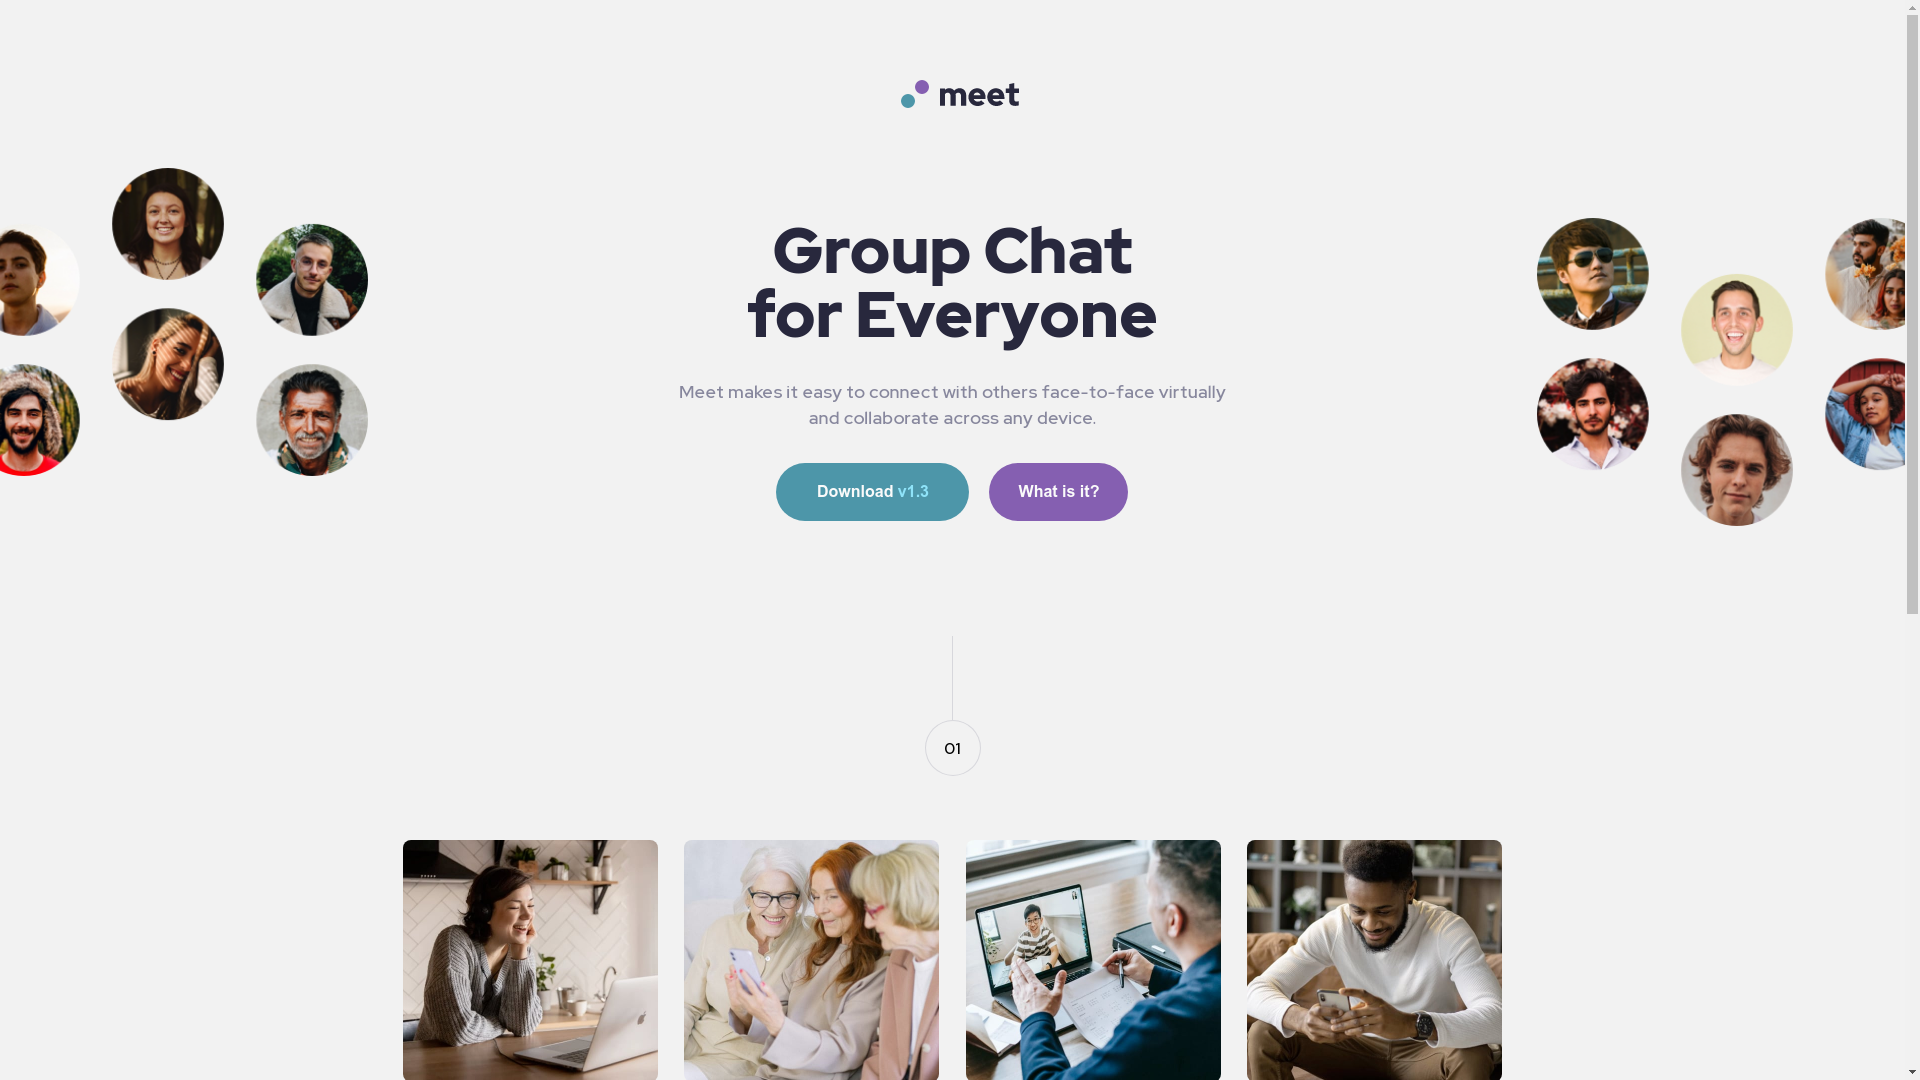 meet
Group Chat
for Everyone
Meet makes it easy to connect with others face-to-face virtually
and collaborate across any device.
Download v1.3
What is it?
01